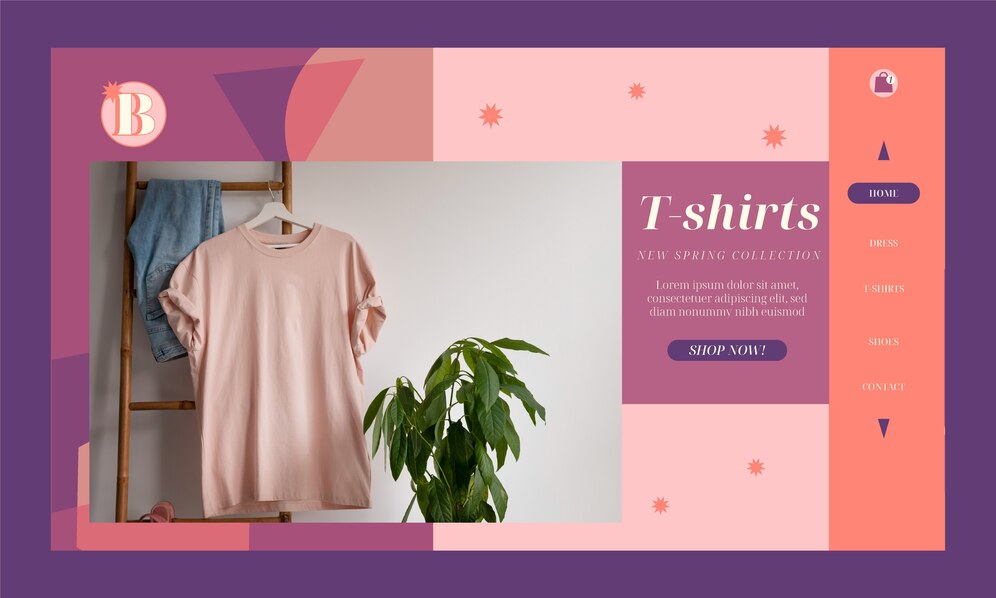 B
1
T-shirts
NEW SPRING COLLECTION
Lorem ipsum dolor sit amet,
consectetuer adipiscing elit, sed
diam nonummy nibh euismod
SHOP NOW!
HOME
DRESS
T-SHIRTS
SHOES
CONTACT